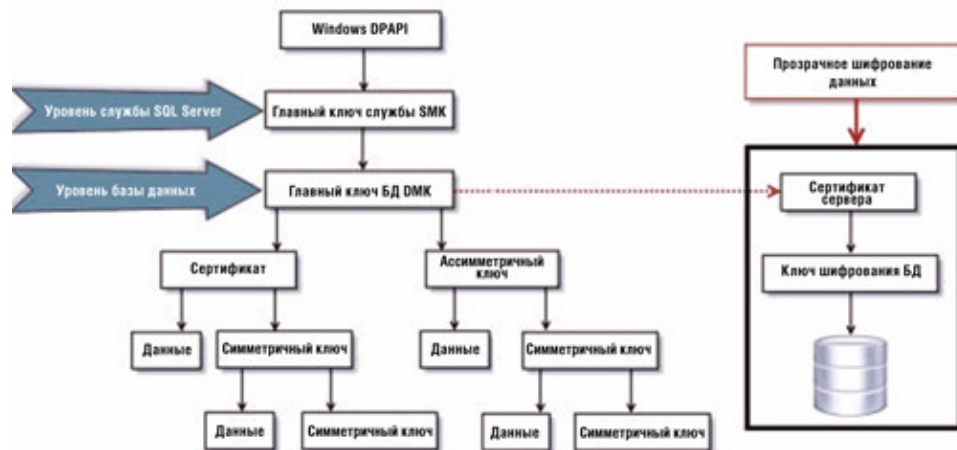 Windows DPAPI
Прозрачное шифрование
данных
Уровень службы SQL Server
Главный ключ службы SMK
Уровень базы данных
Главный ключ БД DMK
Сертификат
сервера
Сертификат
Ассимметричный
ключ
Ключ шифрования БД
Данные
Симметричный ключ
Данные
Симметричный ключ
Данные
Симметричный ключ
Данные
Симметричный ключ